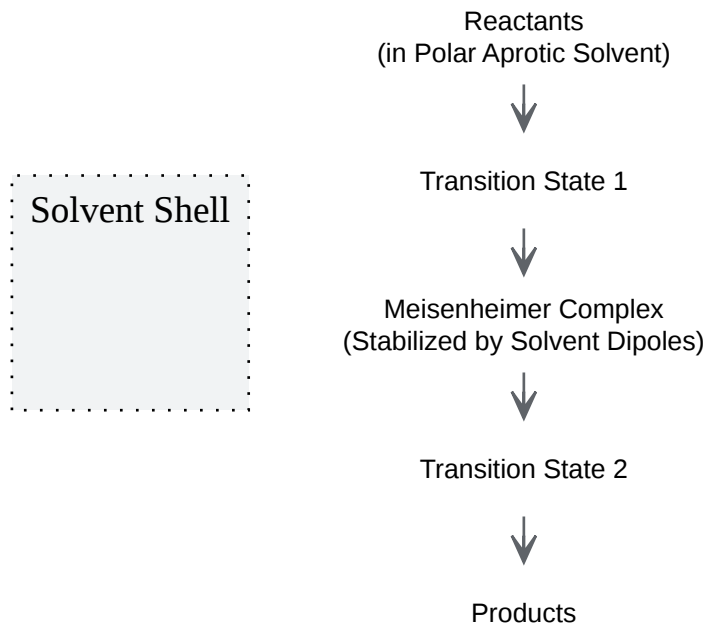 Reactants
(in Polar Aprotic Solvent)
Transition State 1
Solvent Shell
Meisenheimer Complex
(Stabilized by Solvent Dipoles)
Transition State 2
Products